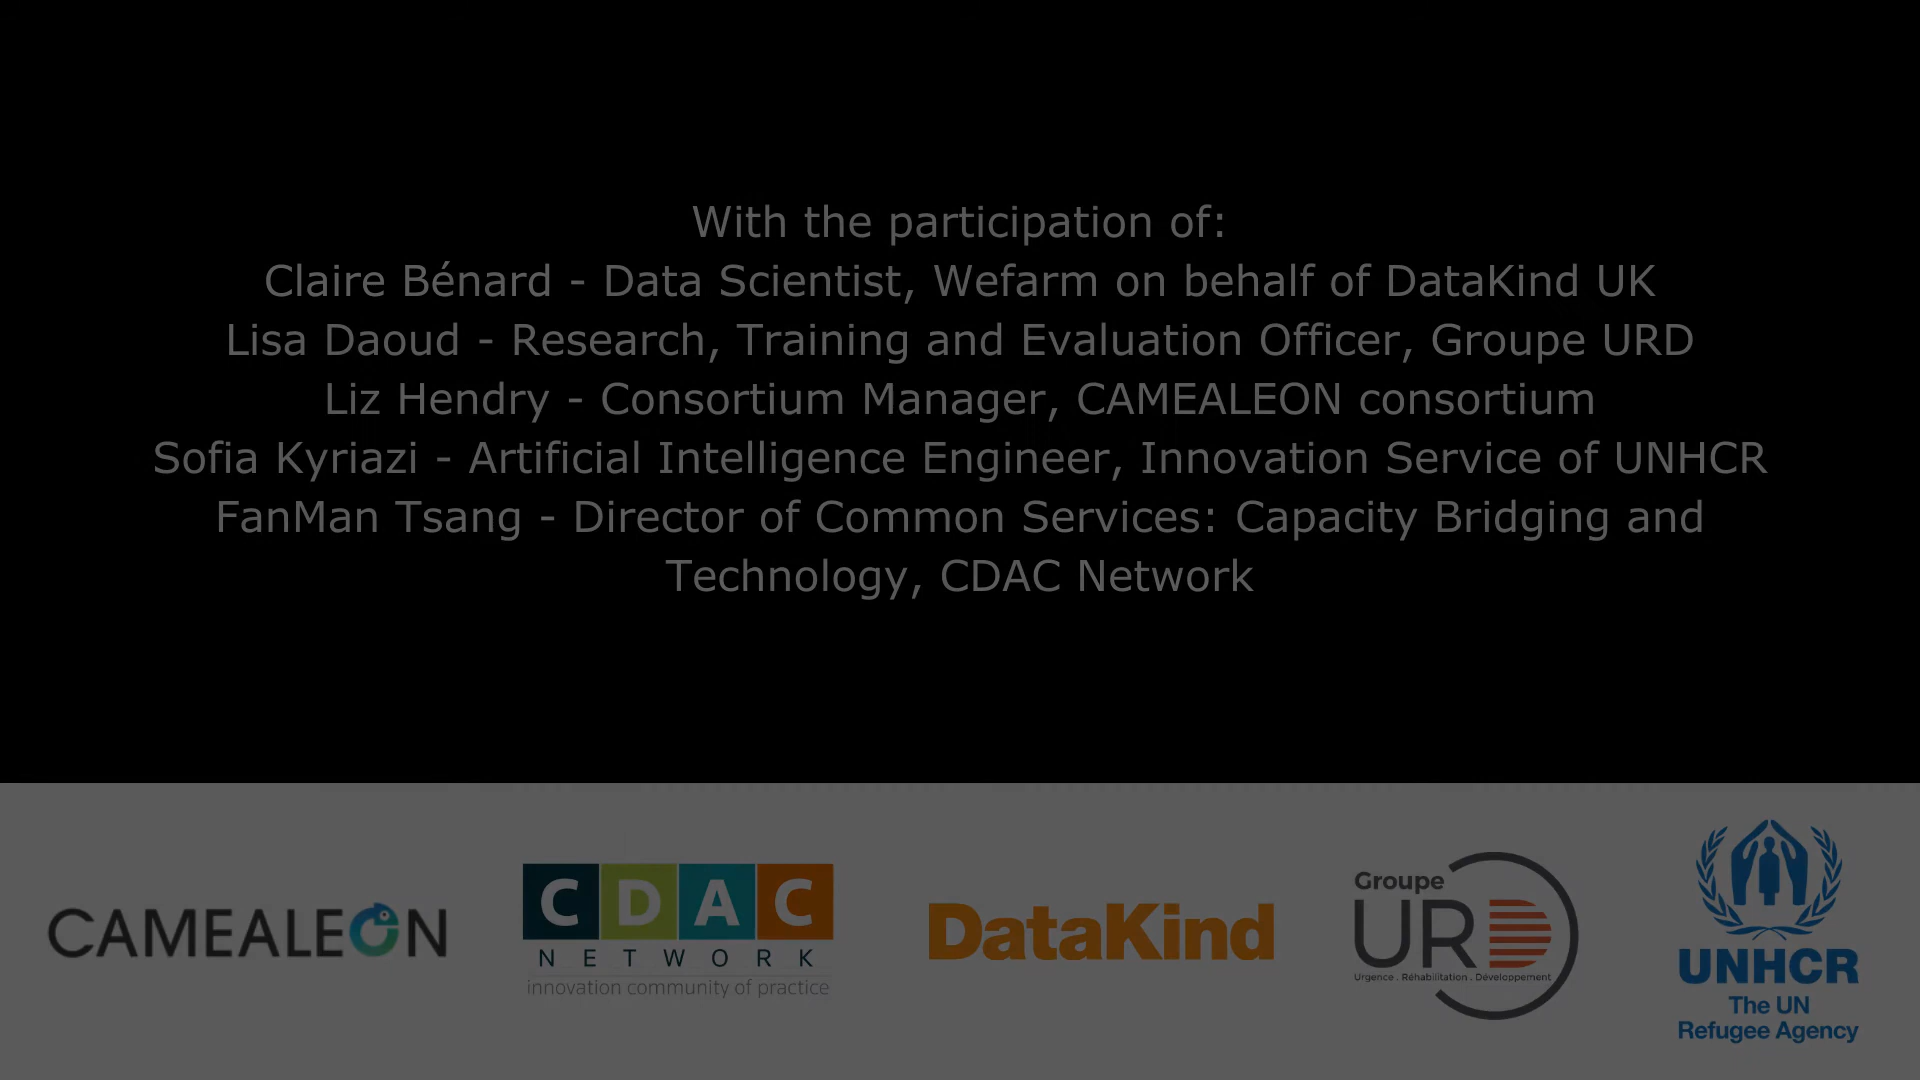 With the participation of:
Claire Bénard - Data Scientist, Wefarm on behalf of DataKind UK
Lisa Daoud - Research, Training and Evaluation Officer, Groupe URD
Liz Hendry - Consortium Manager, CAMEALEON consortium
Sofia Kyriazi - Artificial Intelligence Engineer, Innovation Service of UNHCR
FanMan Tsang - Director of Common Services: Capacity Bridging and
Technology, CDAC Network
CAMEALEON
CDAC
NETWORK
innovation community of practice
DataKind
Groupe
URD
Urgence . Réhabilitation . Développement
UNHCR
The UN
Refugee Agency